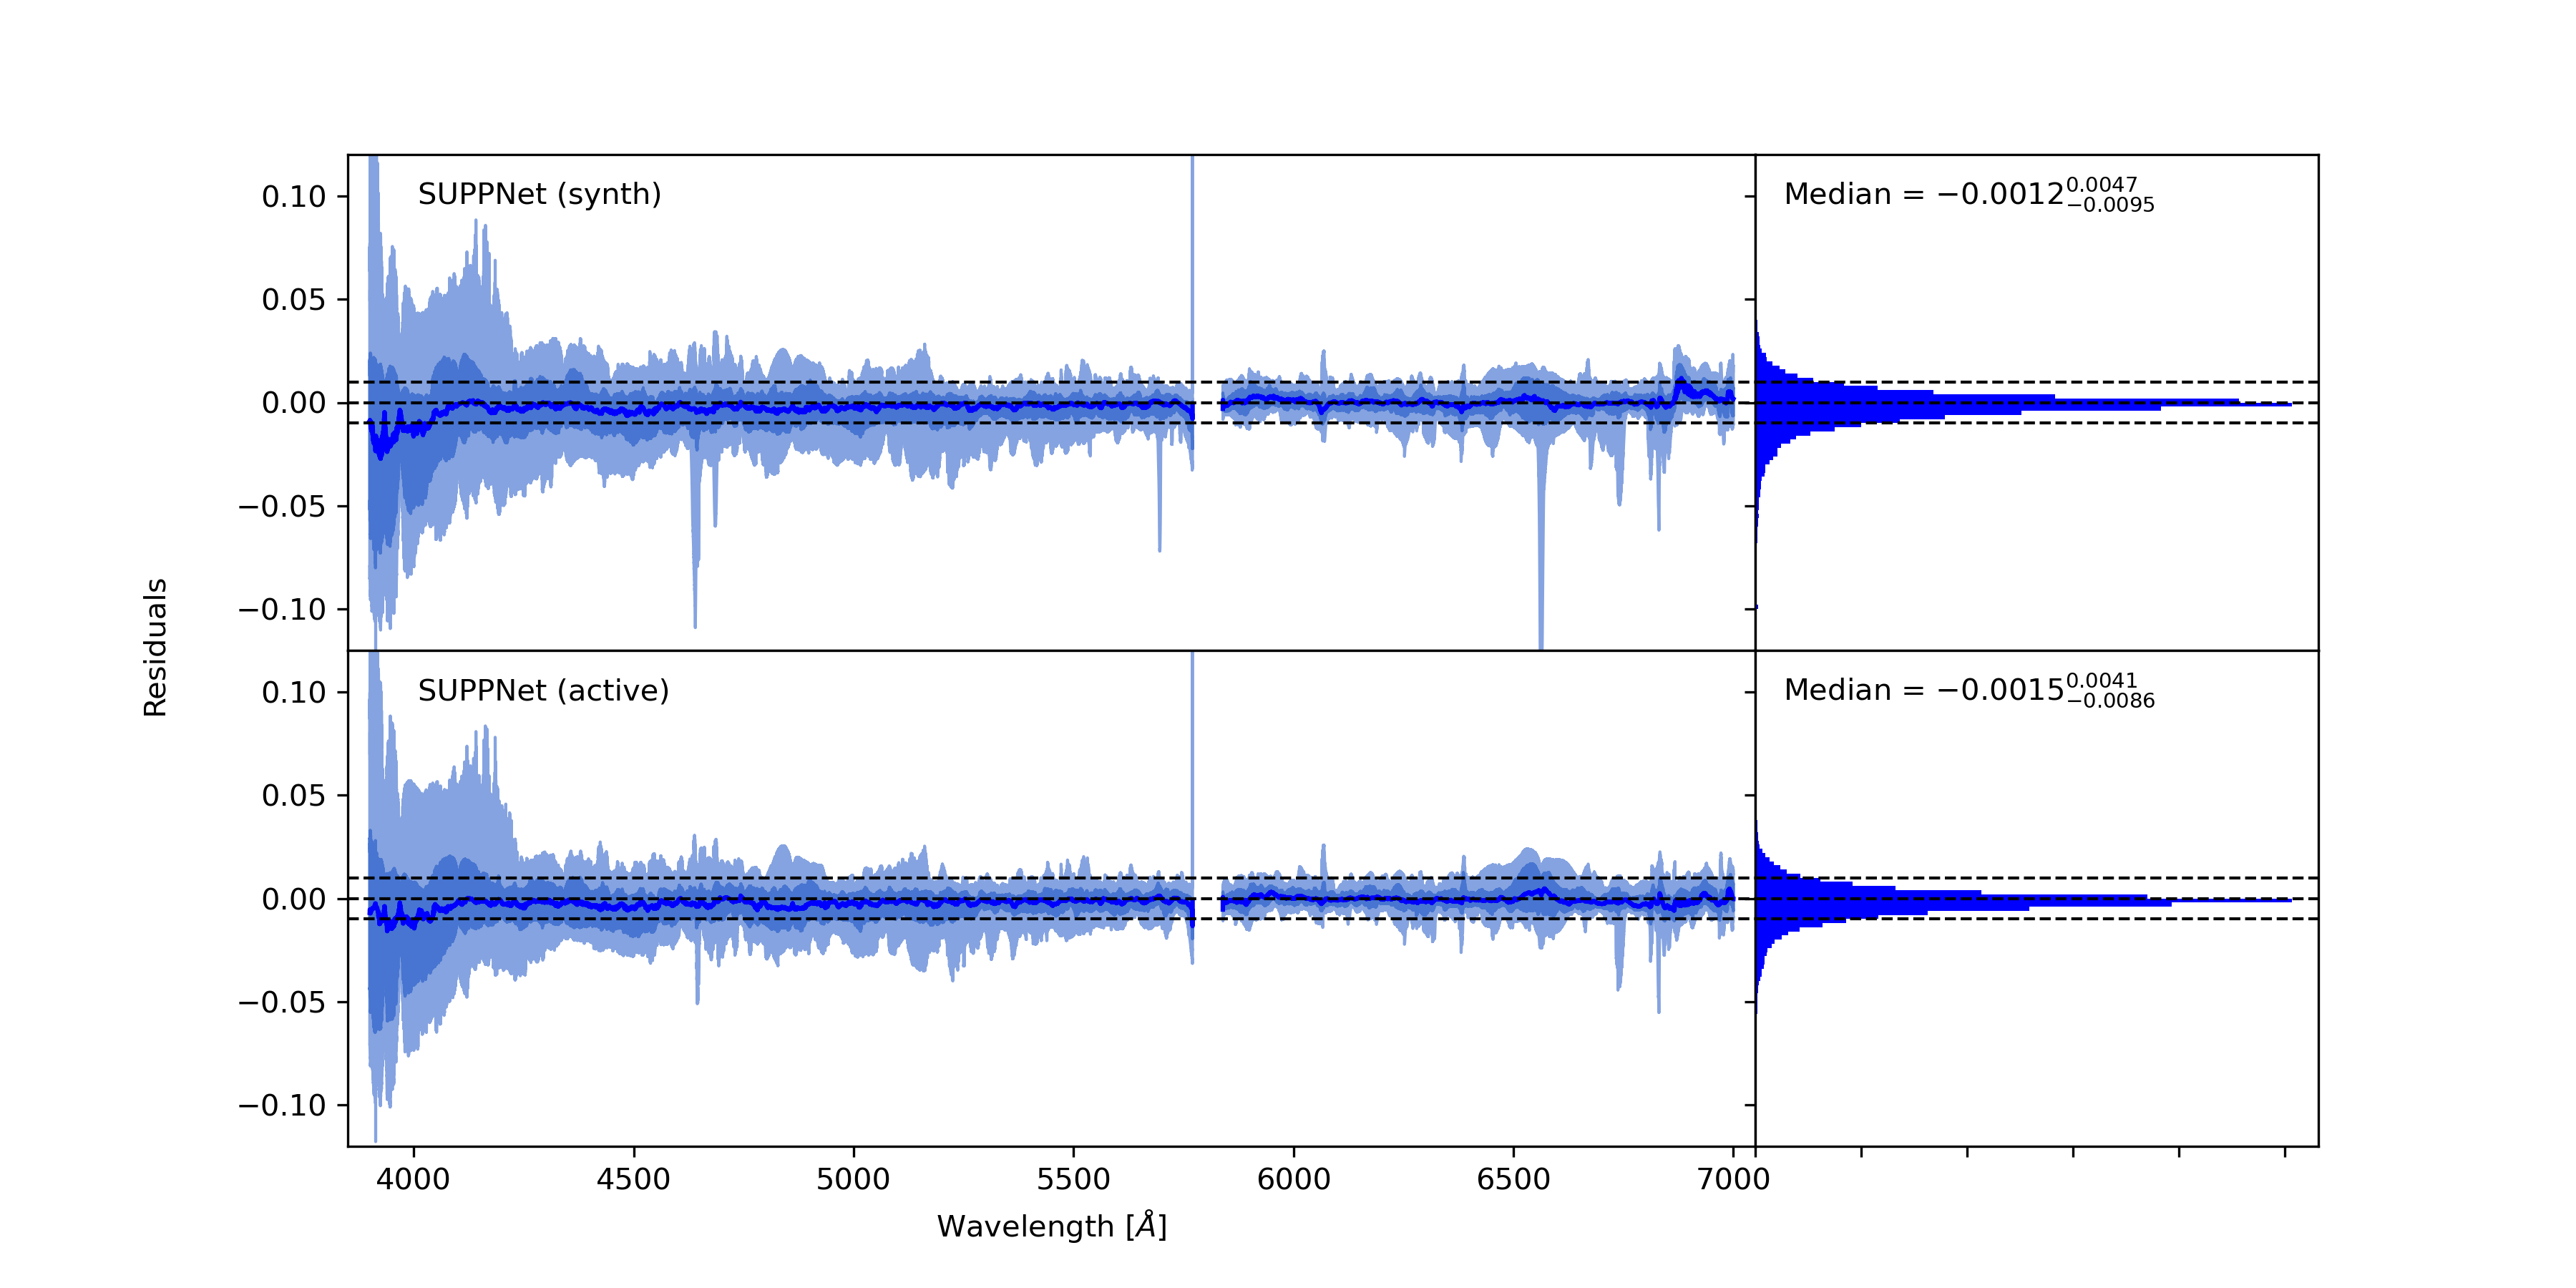 SUPPNet (synth)
Median = −0.0012 0.0047 −0.0095
0.10
0.05
0.00
−0.05
−0.10
Residuals
SUPPNet (active)
Median = −0.0015 0.0041 −0.0086
0.10
0.05
0.00
−0.05
−0.10
4000 4500 5000 5500 6000 6500 7000
Wavelength [Å]